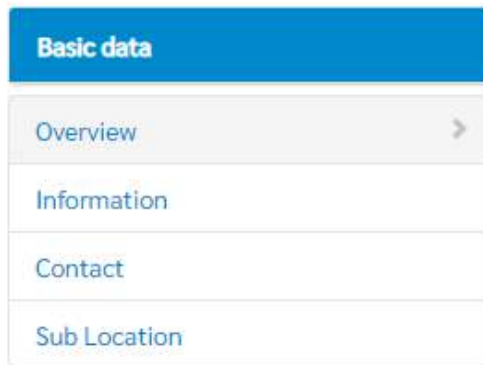 Basic data
Overview
Information
Contact
Sub Location